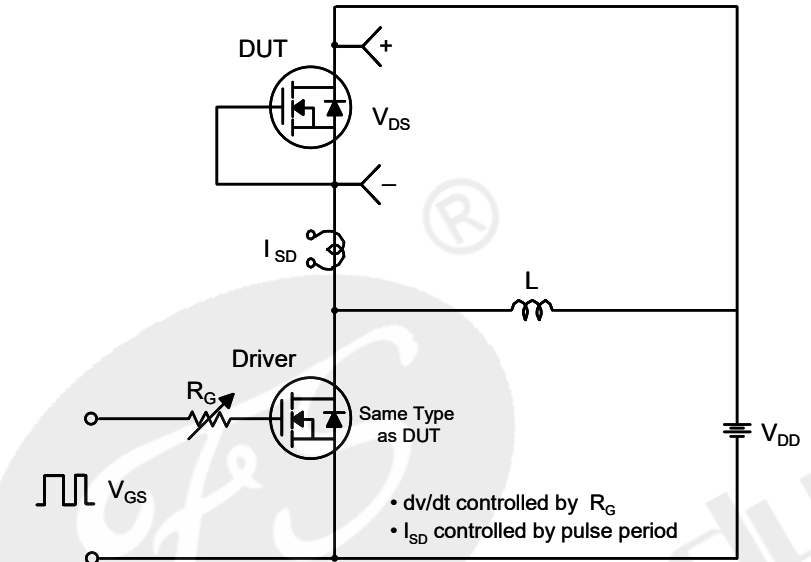 DUT
+
V_DS
−
I_SD
®
L
Driver
R_G
Same Type
as DUT
V_DD
V_GS
• dv/dt controlled by R_G
• I_SD controlled by pulse period